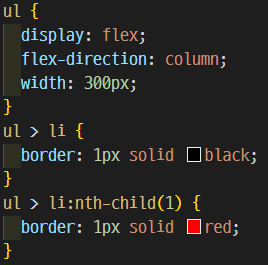 ul {
  display: flex;
  flex-direction: column;
  width: 300px;
}
ul > li {
  border: 1px solid black;
}
ul > li:nth-child(1) {
  border: 1px solid red;
}